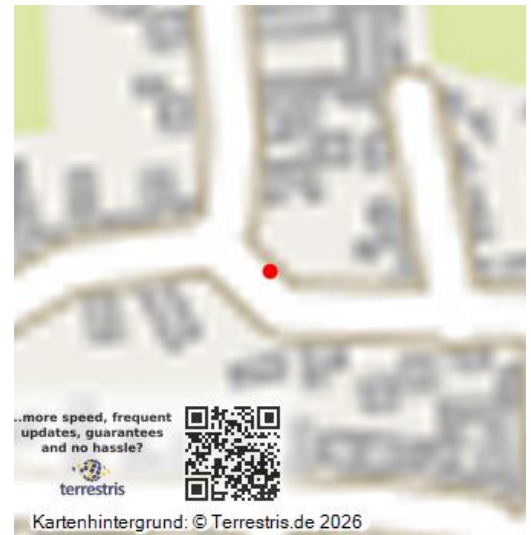 ..more speed, frequent
updates, guarantees
and no hassle?
terrestris
Kartenhintergrund: © Terrestris.de 2026